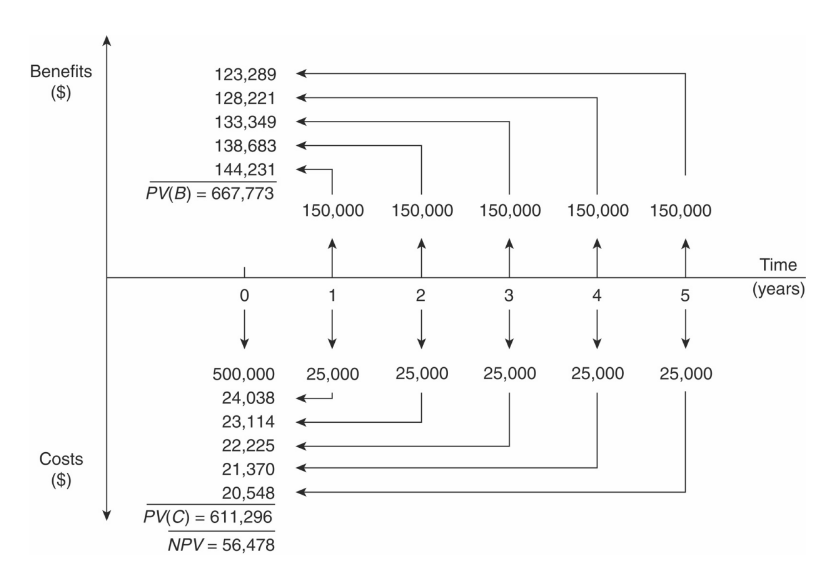 Benefits
($)
123,289
128,221
133,349
138,683
144,231
PV(B) = 667,773
150,000 150,000 150,000 150,000 150,000
Time
(years)
0 1 2 3 4 5
500,000 25,000 25,000 25,000 25,000 25,000
24,038
23,114
22,225
21,370
20,548
Costs
($)
PV(C) = 611,296
NPV = 56,478